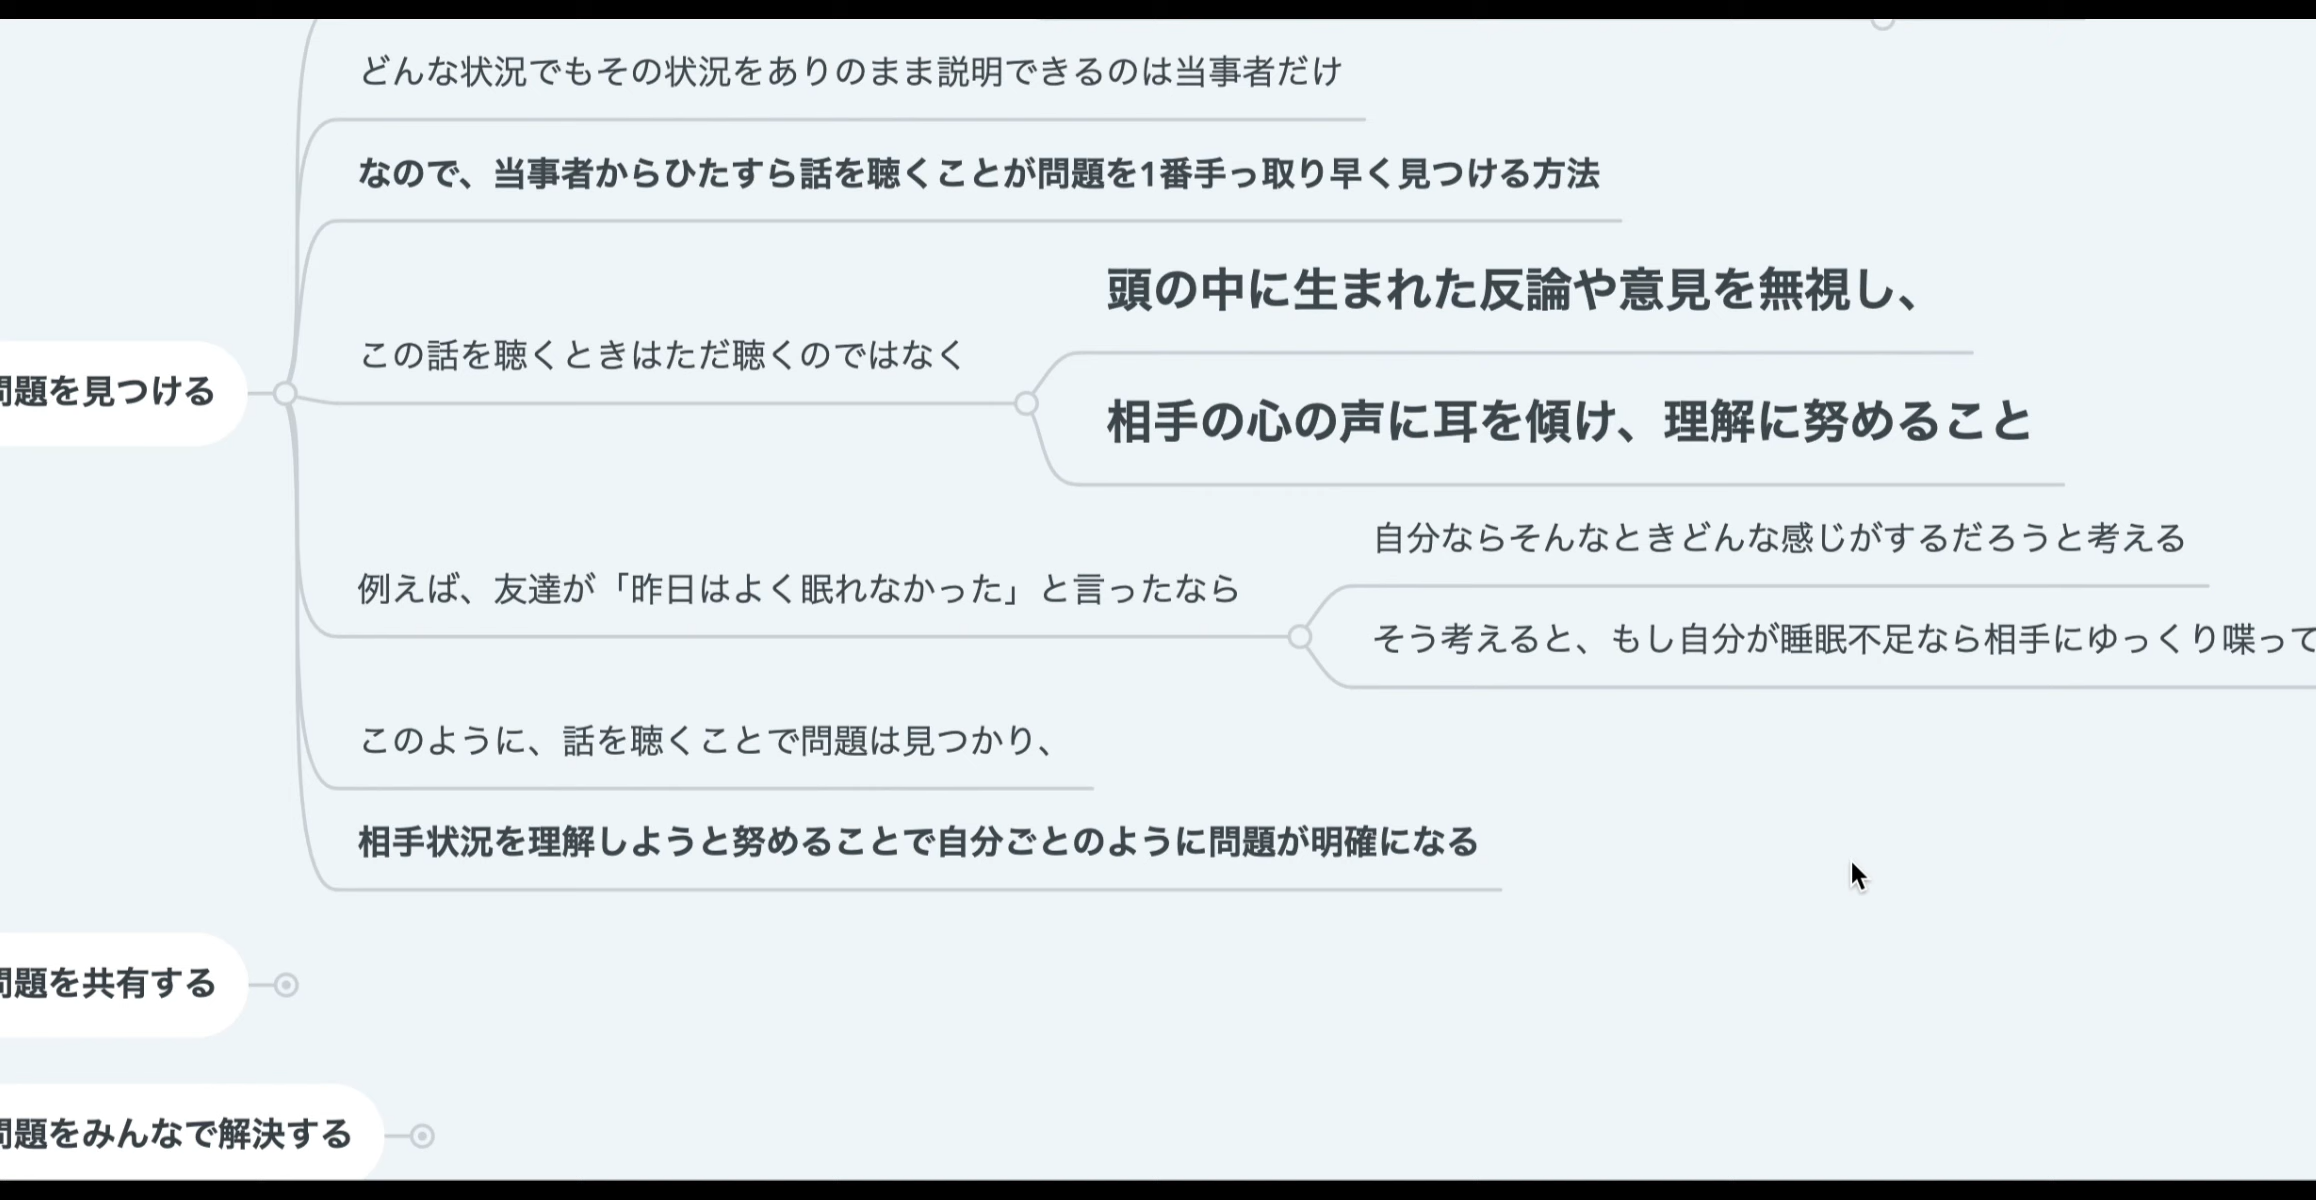 どんな状況でもその状況をありのまま説明できるのは当事者だけ
なので、当事者からひたすら話を聴くことが問題を1番手っ取り早く見つける方法
頭の中に生まれた反論や意見を無視し、
この話を聴くときはただ聴くのではなく
相手の心の声に耳を傾け、理解に努めること
問題を見つける
自分ならそんなときどんな感じがするだろうと考える
例えば、友達が「昨日はよく眠れなかった」と言ったなら
そう考えると、もし自分が睡眠不足なら相手にゆっくり喋って
このように、話を聴くことで問題は見つかり、
相手状況を理解しようと努めることで自分ごとのように問題が明確になる
問題を共有する
問題をみんなで解決する